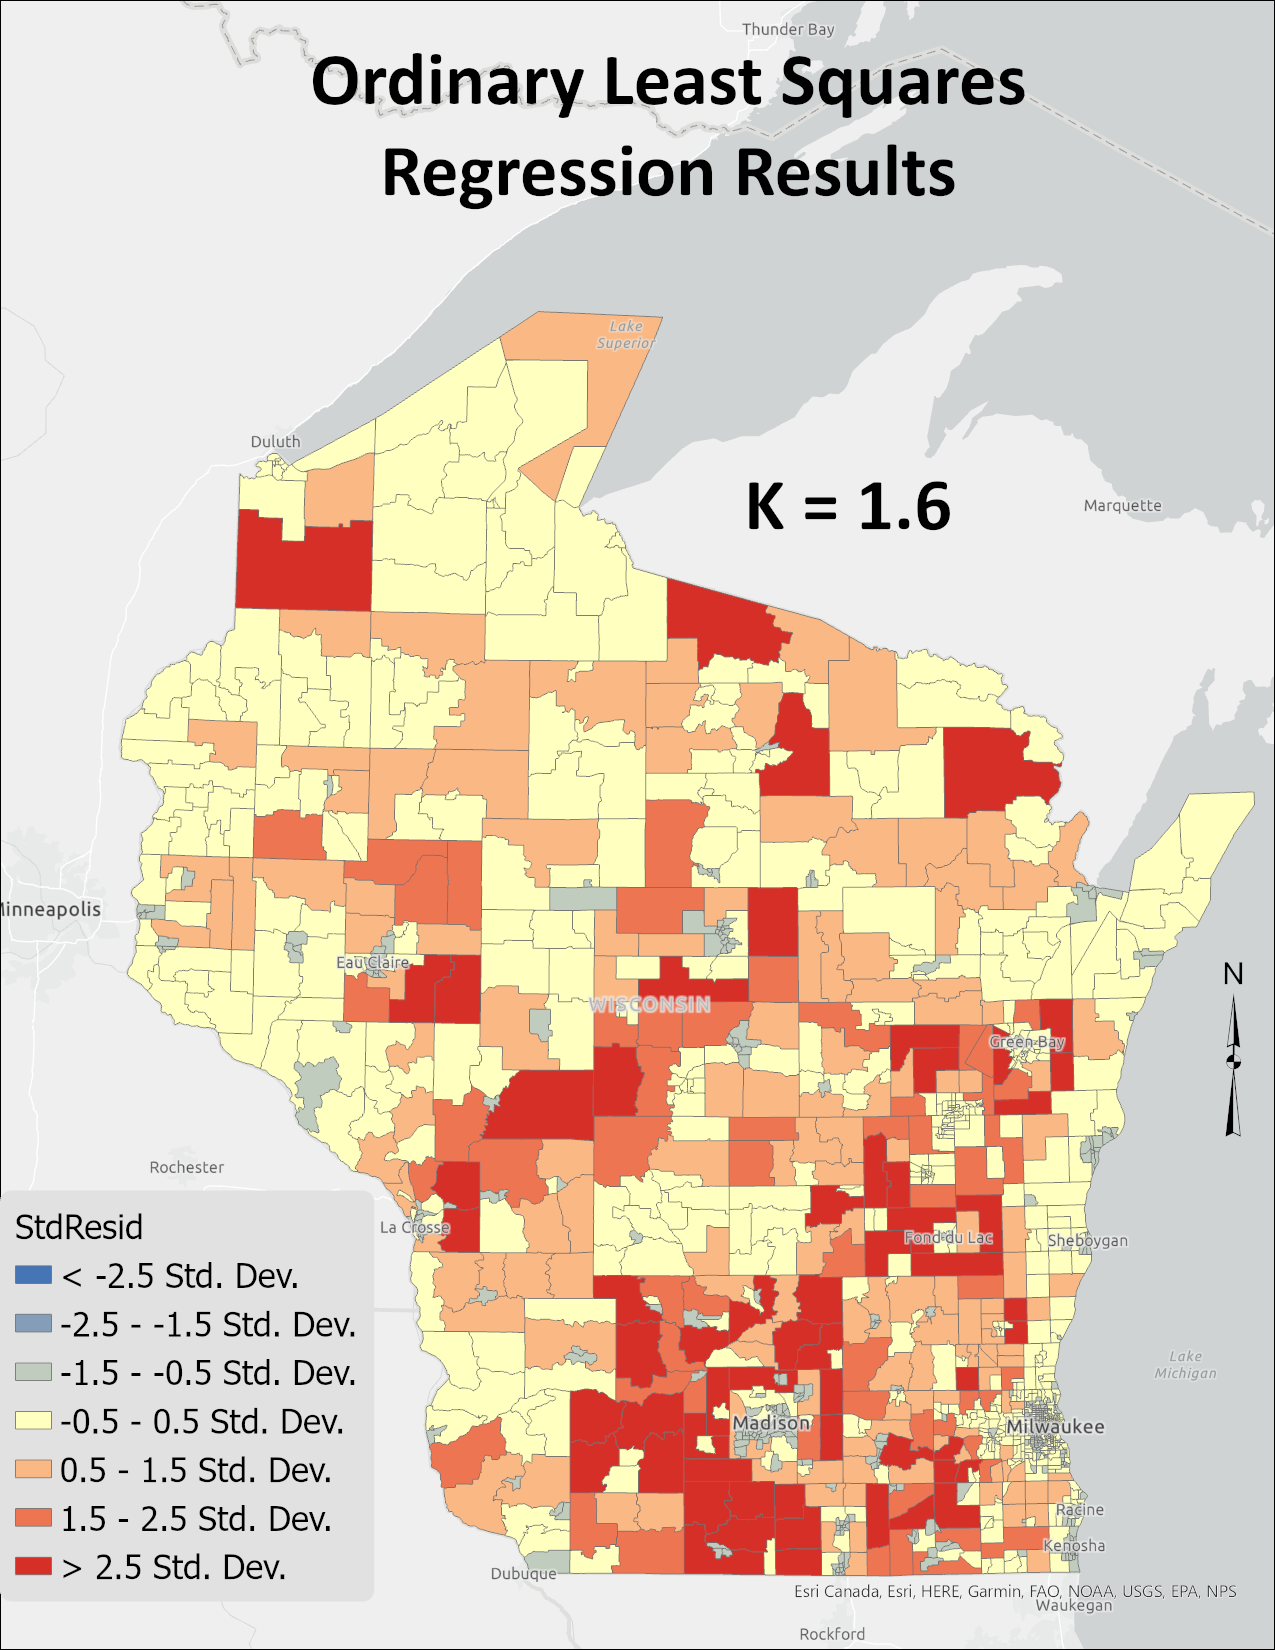 Thunder Bay
Ordinary Least Squares
Regression Results
Lake
Superior
Duluth
K = 1.6
Marquette
Minneapolis
Eau Claire
WISCONSIN
N
Green Bay
Rochester
La Crosse
Fond du Lac
Sheboygan
StdResid
< -2.5 Std. Dev.
-2.5 - -1.5 Std. Dev.
-1.5 - -0.5 Std. Dev.
-0.5 - 0.5 Std. Dev.
0.5 - 1.5 Std. Dev.
1.5 - 2.5 Std. Dev.
> 2.5 Std. Dev.
Lake
Michigan
Madison
Milwaukee
Racine
Kenosha
Dubuque
Esri Canada, Esri, HERE, Garmin, FAO, NOAA, USGS, EPA, NPS
Waukegan
Rockford